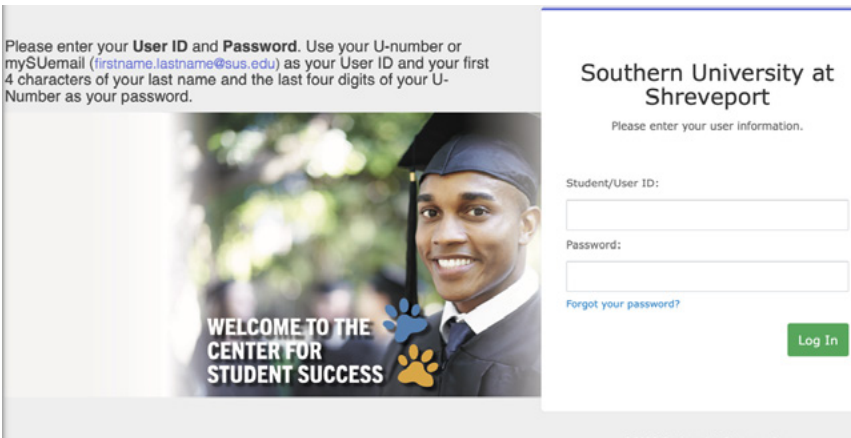 Please enter your User ID and Password. Use your U-number or
mySUemail (firstname.lastname@sus.edu) as your User ID and your first
4 characters of your last name and the last four digits of your U-
Number as your password.
WELCOME TO THE
CENTER FOR
STUDENT SUCCESS
Southern University at
Shreveport
Please enter your user information.
Student/User ID:
Password:
Forgot your password?
Log In